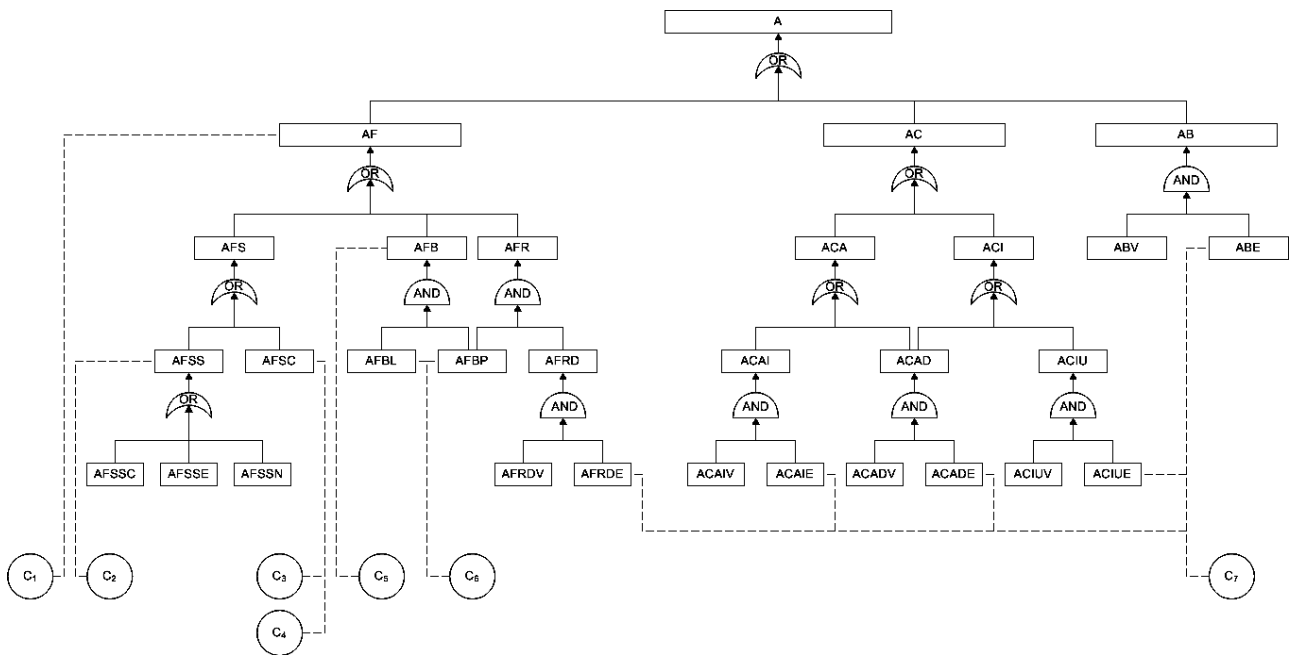 A
OR
AF
AC
AB
OR
OR
AND
AFS
AFB
AFR
ACA
ACI
ABV
ABE
OR
AND
AND
OR
OR
AFSS
AFSC
AFBL
AFBP
AFRD
ACAI
ACAD
ACIU
OR
AND
AND
AND
AND
AFSSC
AFSSE
AFSSN
AFRDV
AFRDE
ACAIV
ACAIE
ACADV
ACADE
ACIUV
ACIUE
C₁
C₂
C₃
C₅
C₆
C₇
C₄